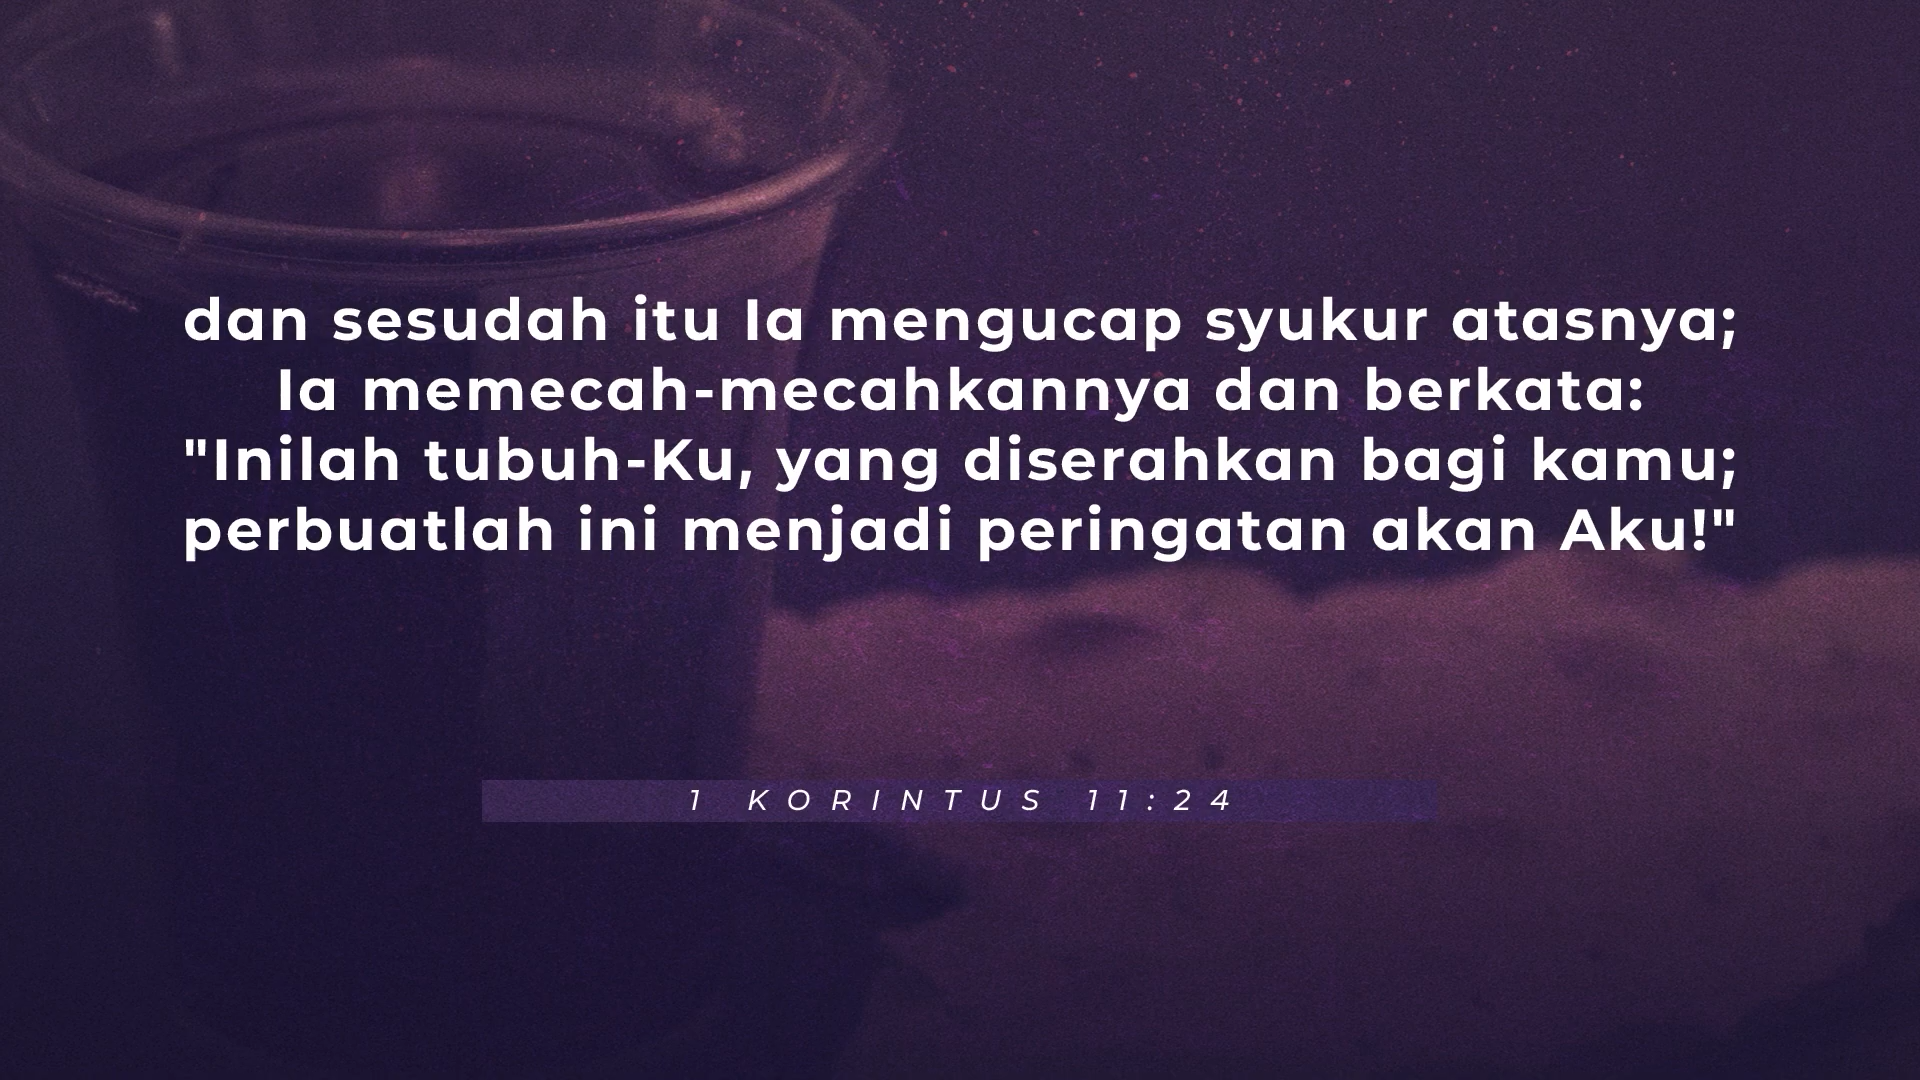 dan sesudah itu Ia mengucap syukur atasnya;
Ia memecah-mecahkannya dan berkata:
"Inilah tubuh-Ku, yang diserahkan bagi kamu;
perbuatlah ini menjadi peringatan akan Aku!"
1 KORINTUS 11:24